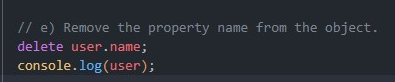 // e) Remove the property name from the object.
delete user.name;
console.log(user);